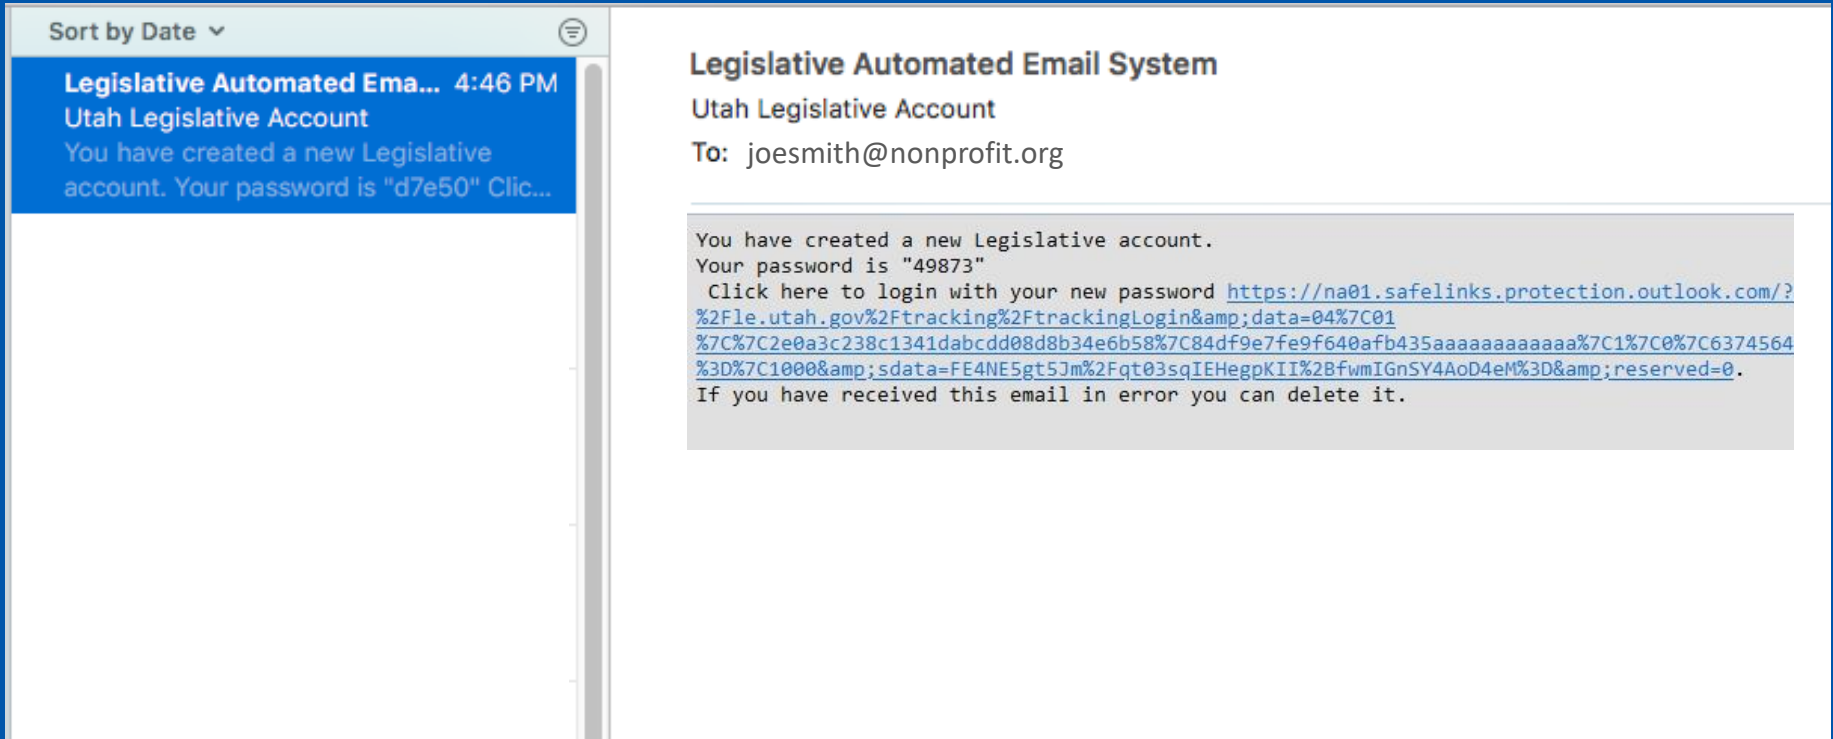 Sort by Date
Legislative Automated Ema... 4:46 PM
Utah Legislative Account
You have created a new Legislative
account. Your password is "d7e50" Clic...
Legislative Automated Email System
Utah Legislative Account
To: joesmith@nonprofit.org
You have created a new Legislative account.
Your password is "49873"
Click here to login with your new password https://na01.safelinks.protection.outlook.com/?
%2Fle.utah.gov%2Ftracking%2FtrackingLogin&amp;data=04%7C01
%7C%7C2e0a3c238c1341dabcdd08d8b34e6b58%7C84df9e7fe9f640afb435aaaaaaaaaaaa%7C1%7C0%7C6374564
%3D%7C1000&amp;sdata=FE4NE5gt5Jm%2Fqt03sqIEHegpKII%2BfwmIGnSY4AoD4eM%3D&amp;reserved=0.
If you have received this email in error you can delete it.